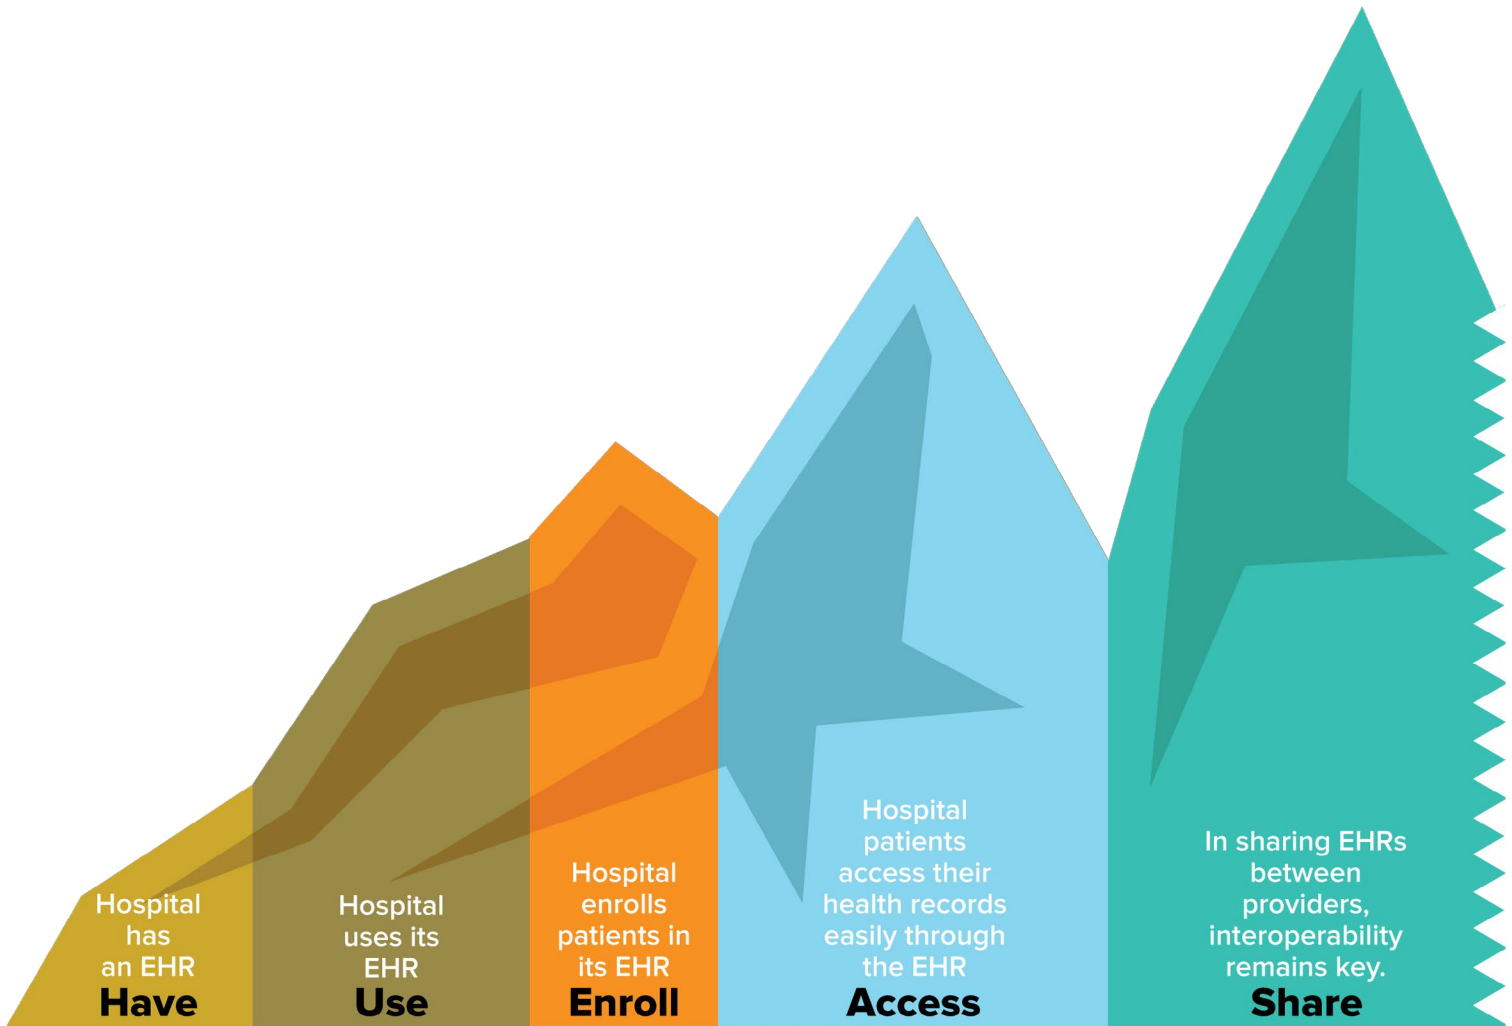 Hospital
has
an EHR
Have
Hospital
uses its
EHR
Use
Hospital
enrolls
patients in
its EHR
Enroll
Hospital
patients
access their
health records
easily through
the EHR
Access
In sharing EHRs
between
providers,
interoperability
remains key.
Share